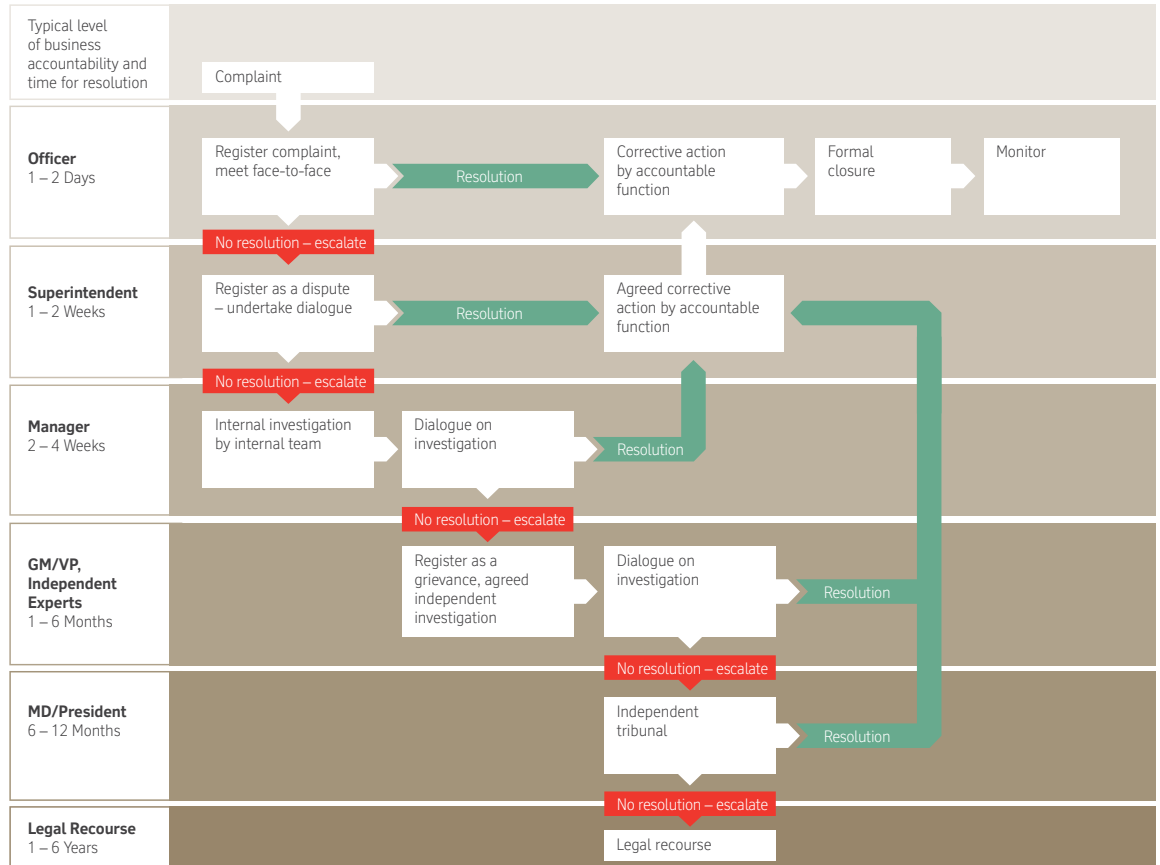 Typical level
of business
accountability and
time for resolution
Complaint
Officer
1 – 2 Days
Register complaint,
meet face-to-face
Resolution
Corrective action
by accountable
function
Formal
closure
Monitor
No resolution – escalate
Superintendent
1 – 2 Weeks
Register as a dispute
– undertake dialogue
Resolution
Agreed corrective
action by accountable
function
No resolution – escalate
Manager
2 – 4 Weeks
Internal investigation
by internal team
Dialogue on
investigation
Resolution
No resolution – escalate
GM/VP,
Independent
Experts
1 – 6 Months
Register as a
grievance, agreed
independent
investigation
Dialogue on
investigation
Resolution
No resolution – escalate
MD/President
6 – 12 Months
Independent
tribunal
Resolution
No resolution – escalate
Legal Recourse
1 – 6 Years
Legal recourse